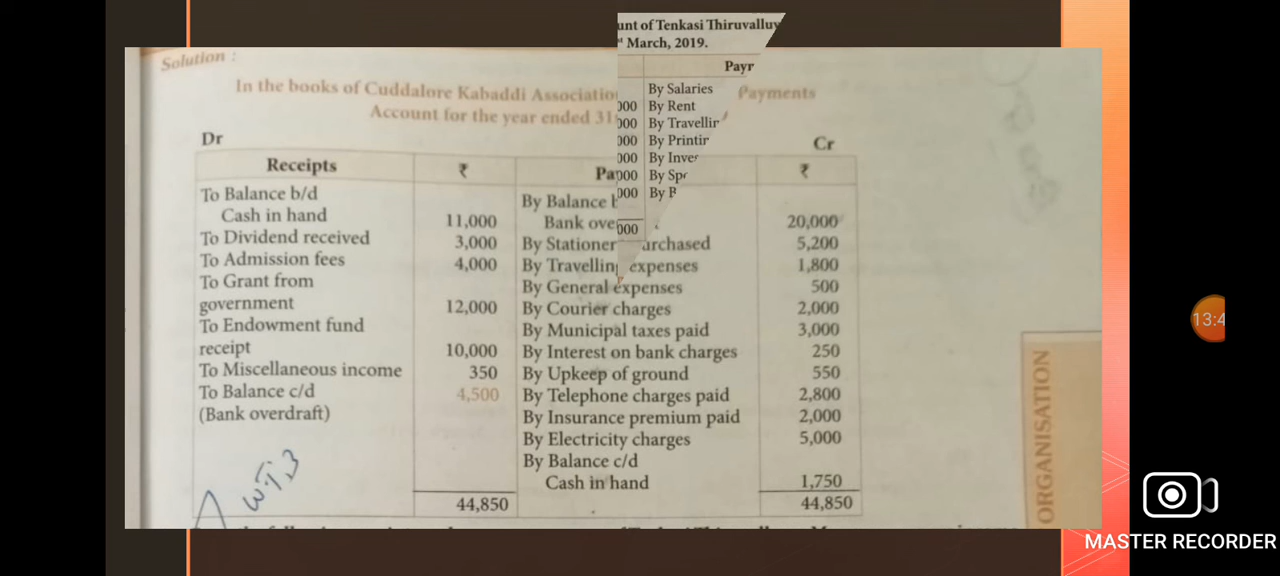 unt of Tenkasi Thiruvalluv
st March, 2019.
Payr
By Salaries
000 By Rent
000 By Travellir
000 By Printir
000 By Inves
000 By Spr
000 By P
000
Solution :
In the books of Cuddalore Kabaddi Associatio Payments
Account for the year ended 31
Dr Cr
Receipts ₹ Pa ₹
To Balance b/d By Balance b
Cash in hand 11,000 Bank ove 20,000
To Dividend received 3,000 By Stationer urchased 5,200
To Admission fees 4,000 By Travelling expenses 1,800
To Grant from By General expenses 500
government 12,000 By Courier charges 2,000
To Endowment fund By Municipal taxes paid 3,000
receipt 10,000 By Interest on bank charges 250
To Miscellaneous income 350 By Upkeep of ground 550
To Balance c/d 4,500 By Telephone charges paid 2,800
(Bank overdraft) By Insurance premium paid 2,000
By Electricity charges 5,000
By Balance c/d
Cash in hand 1,750
44,850 44,850
W.T.3
ORGANISATION
13:4
MASTER RECORDER